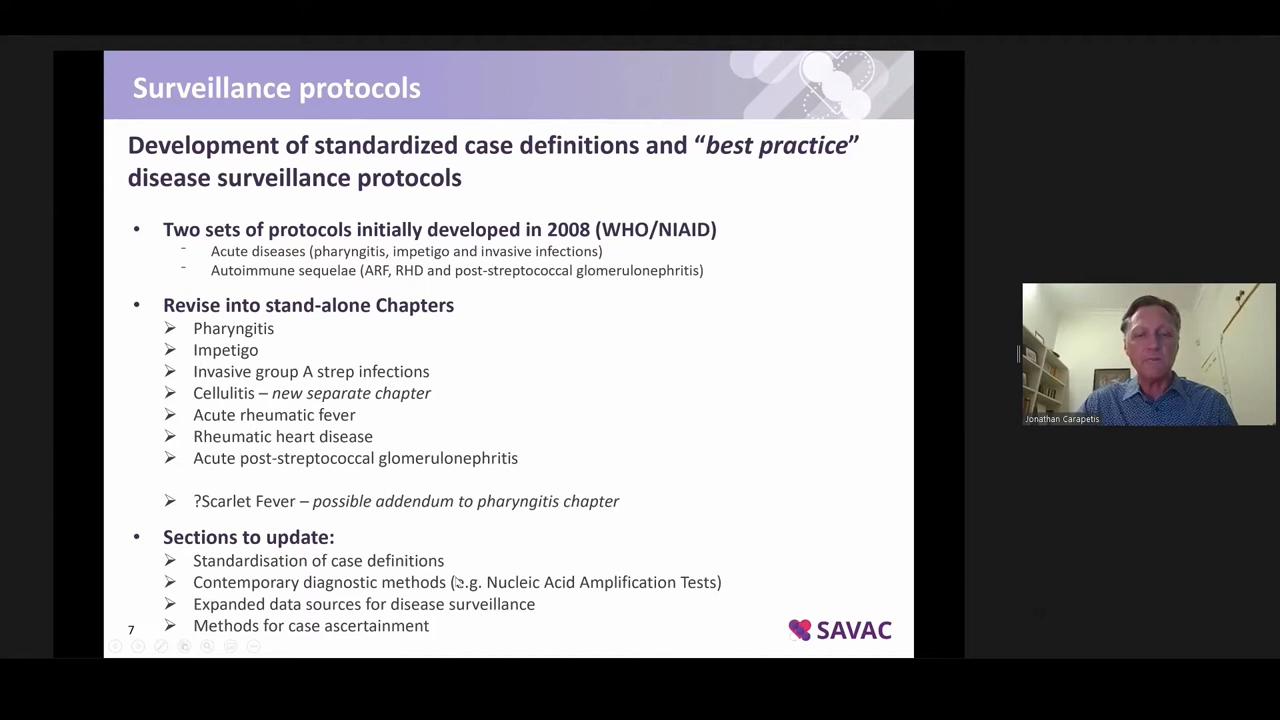 Surveillance protocols
Development of standardized case definitions and “best practice”
disease surveillance protocols
• Two sets of protocols initially developed in 2008 (WHO/NIAID)
- Acute diseases (pharyngitis, impetigo and invasive infections)
- Autoimmune sequelae (ARF, RHD and post-streptococcal glomerulonephritis)
• Revise into stand-alone Chapters
➢ Pharyngitis
➢ Impetigo
➢ Invasive group A strep infections
➢ Cellulitis – new separate chapter
➢ Acute rheumatic fever
➢ Rheumatic heart disease
➢ Acute post-streptococcal glomerulonephritis
➢ ?Scarlet Fever – possible addendum to pharyngitis chapter
• Sections to update:
➢ Standardisation of case definitions
➢ Contemporary diagnostic methods (e.g. Nucleic Acid Amplification Tests)
➢ Expanded data sources for disease surveillance
➢ Methods for case ascertainment
7
SAVAC
Jonathan Carapetis